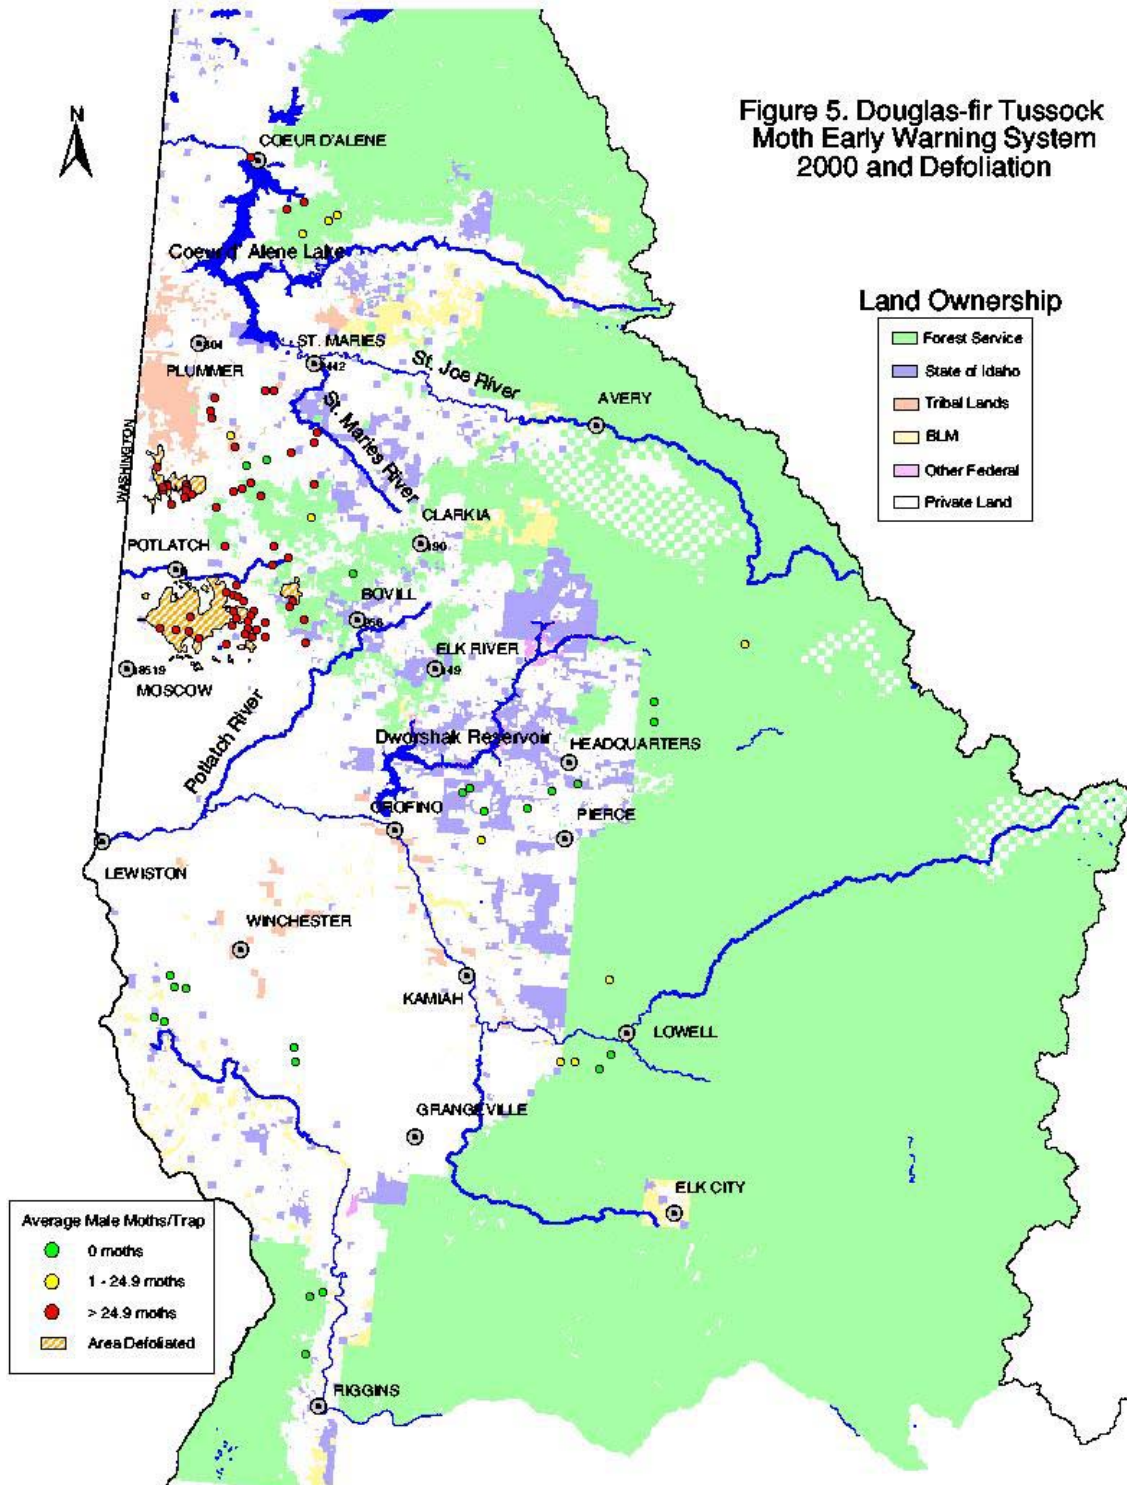 Figure 5. Douglas-fir Tussock
Moth Early Warning System
2000 and Defoliation
N
COEUR D'ALENE
Coeur d' Alene Lake
Land Ownership
Forest Service
State of Idaho
Tribal Lands
BLM
Other Federal
Private Land
804
PLUMMER
ST. MARIES
2442
St. Joe River
AVERY
St. Maries River
WASHINGTON
CLARKIA
POTLATCH
BOVILL
ELK RIVER
18519
MOSCOW
Potlatch River
Dworshak Reservoir
HEADQUARTERS
OROFINO
PIERCE
LEWISTON
WINCHESTER
KAMIAH
LOWELL
GRANGEVILLE
ELK CITY
Average Male Moths/Trap
0 moths
1 - 24.9 moths
> 24.9 moths
Area Defoliated
RIGGINS